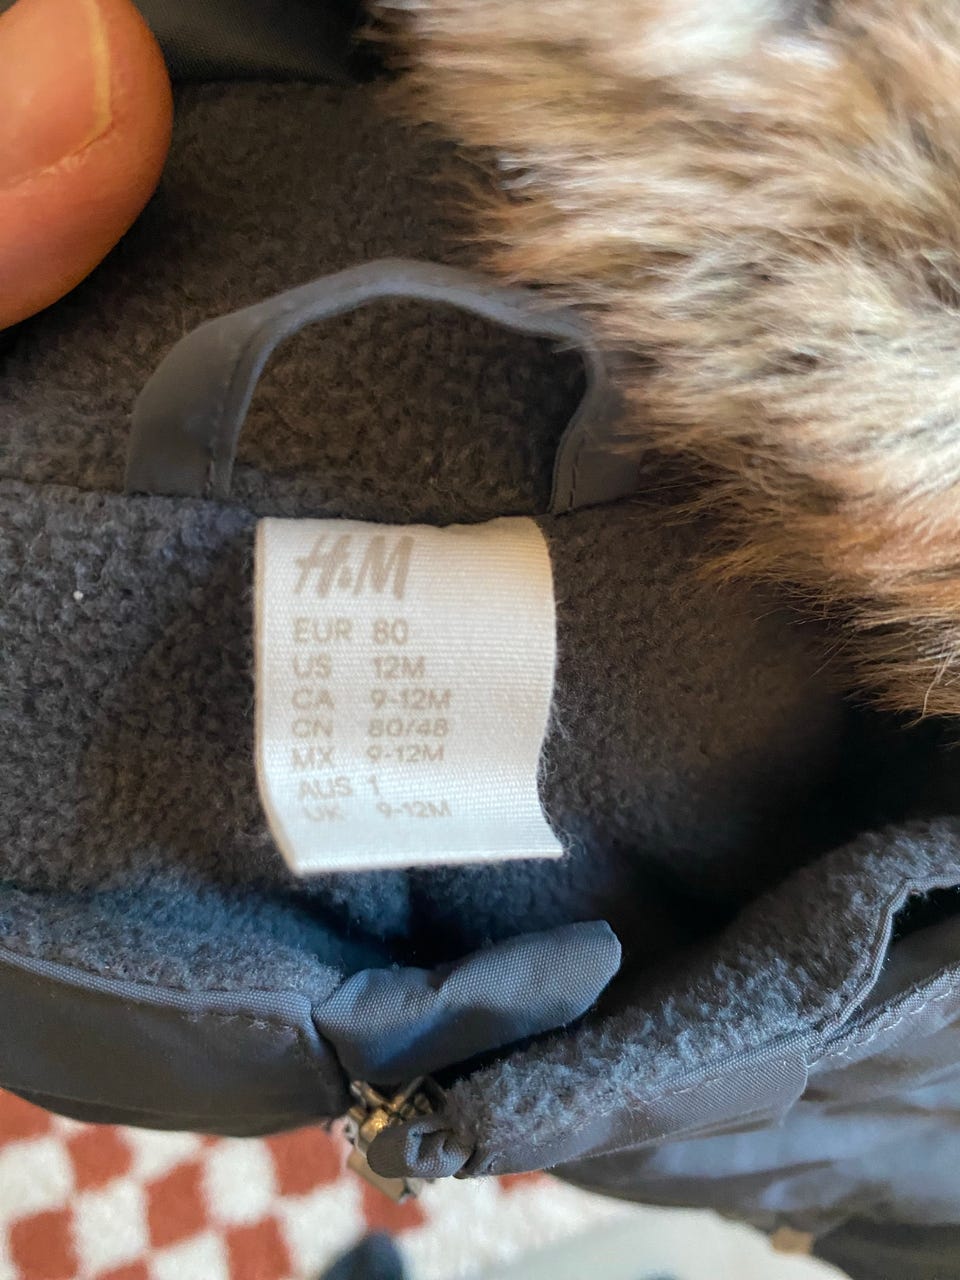 H&M
EUR 80
US 12M
CA 9-12M
CN 80/48
MX 9-12M
AUS 1
UK 9-12M